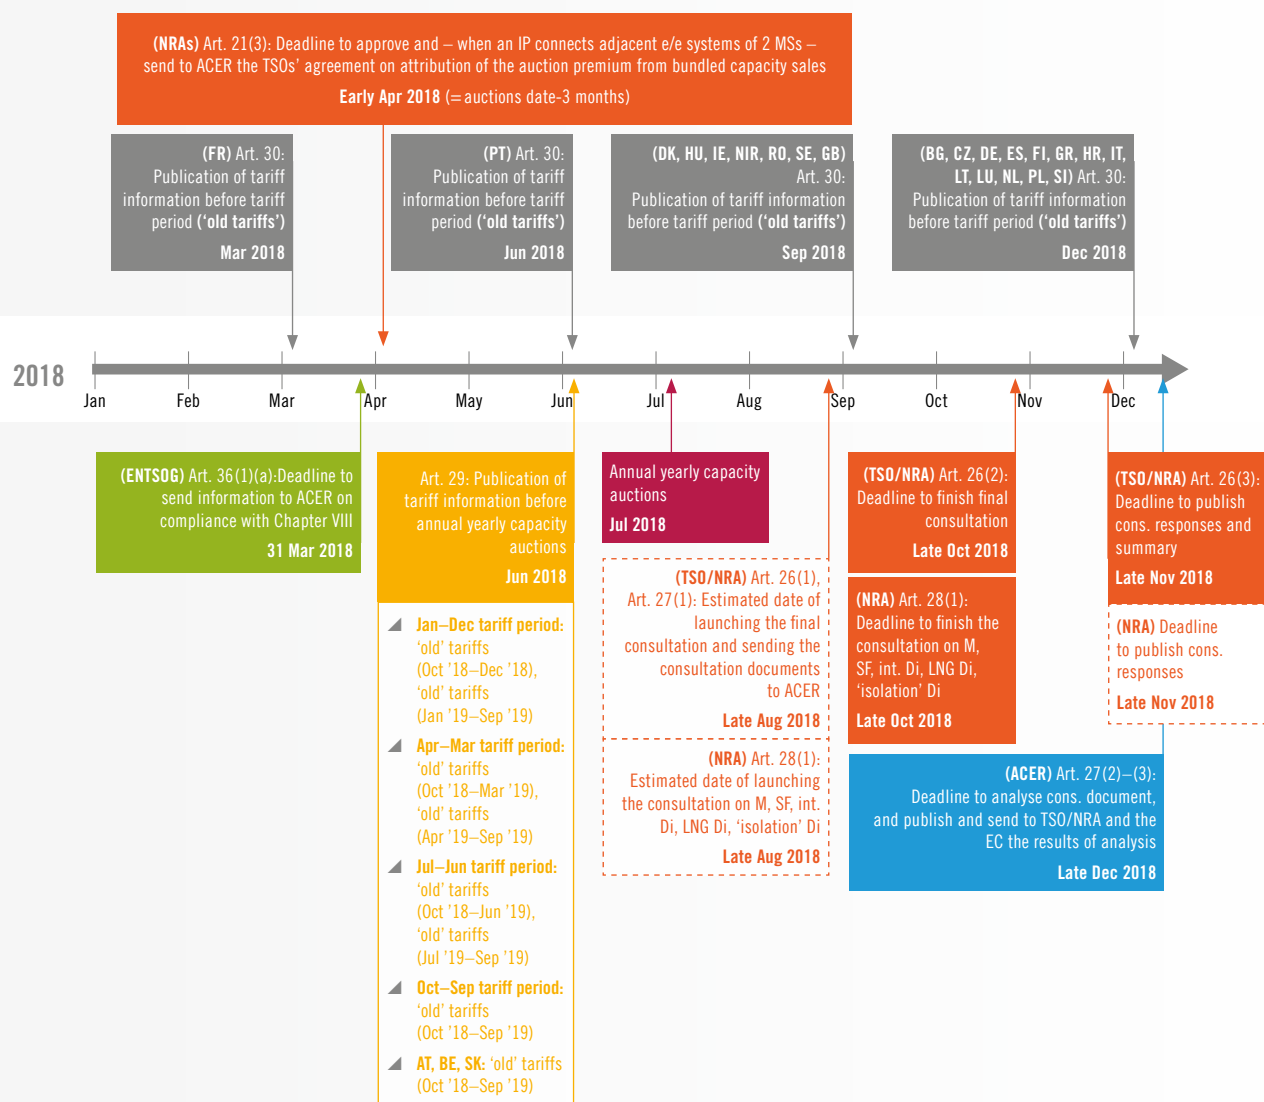 (NRAs) Art. 21(3): Deadline to approve and – when an IP connects adjacent e/e systems of 2 MSs –
send to ACER the TSOs’ agreement on attribution of the auction premium from bundled capacity sales
Early Apr 2018 (= auctions date-3 months)
(FR) Art. 30:
Publication of tariff
information before tariff
period (‘old tariffs’)
Mar 2018
(PT) Art. 30:
Publication of tariff
information before tariff
period (‘old tariffs’)
Jun 2018
(DK, HU, IE, NIR, RO, SE, GB)
Art. 30:
Publication of tariff information
before tariff period (‘old tariffs’)
Sep 2018
(BG, CZ, DE, ES, FI, GR, HR, IT,
LT, LU, NL, PL, SI) Art. 30:
Publication of tariff information
before tariff period (‘old tariffs’)
Dec 2018
2018
Jan
Feb
Mar
Apr
May
Jun
Jul
Aug
Sep
Oct
Nov
Dec
(ENTSOG) Art. 36(1)(a):Deadline to
send information to ACER on
compliance with Chapter VIII
31 Mar 2018
Art. 29: Publication of
tariff information before
annual yearly capacity
auctions
Jun 2018
Jan–Dec tariff period:
‘old’ tariffs
(Oct ’18–Dec ’18),
‘old’ tariffs
(Jan ’19–Sep ’19)
Apr–Mar tariff period:
‘old’ tariffs
(Oct ’18–Mar ’19),
‘old’ tariffs
(Apr ’19–Sep ’19)
Jul–Jun tariff period:
‘old’ tariffs
(Oct ’18–Jun ’19),
‘old’ tariffs
(Jul ’19–Sep ’19)
Oct–Sep tariff period:
‘old’ tariffs
(Oct ’18–Sep ’19)
AT, BE, SK: ‘old’ tariffs
(Oct ’18–Sep ’19)
Annual yearly capacity
auctions
Jul 2018
(TSO/NRA) Art. 26(1),
Art. 27(1): Estimated date of
launching the final
consultation and sending the
consultation documents
to ACER
Late Aug 2018
(NRA) Art. 28(1):
Estimated date of launching
the consultation on M, SF, int.
Di, LNG Di, ‘isolation’ Di
Late Aug 2018
(TSO/NRA) Art. 26(2):
Deadline to finish final
consultation
Late Oct 2018
(NRA) Art. 28(1):
Deadline to finish the
consultation on M,
SF, int. Di, LNG Di,
‘isolation’ Di
Late Oct 2018
(TSO/NRA) Art. 26(3):
Deadline to publish
cons. responses and
summary
Late Nov 2018
(NRA) Deadline
to publish cons.
responses
Late Nov 2018
(ACER) Art. 27(2)–(3):
Deadline to analyse cons. document,
and publish and send to TSO/NRA and the
EC the results of analysis
Late Dec 2018